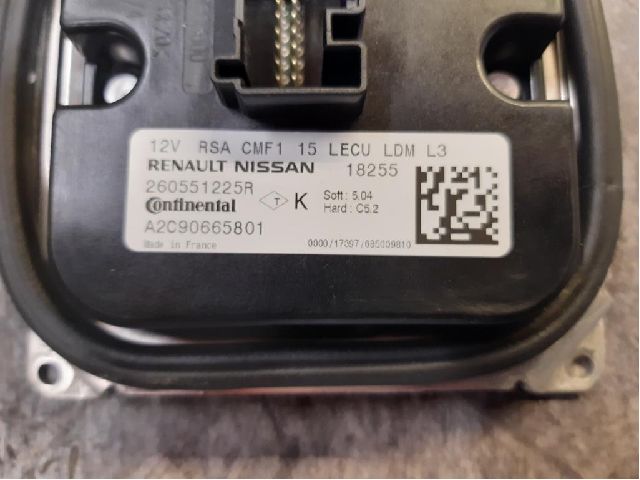 12V RSA CMF1 15 LECU LDM L3
RENAULT NISSAN 18255
260551225R
Continental T K Soft : 5.04
Hard : C5.2
A2C90665801
Made in France